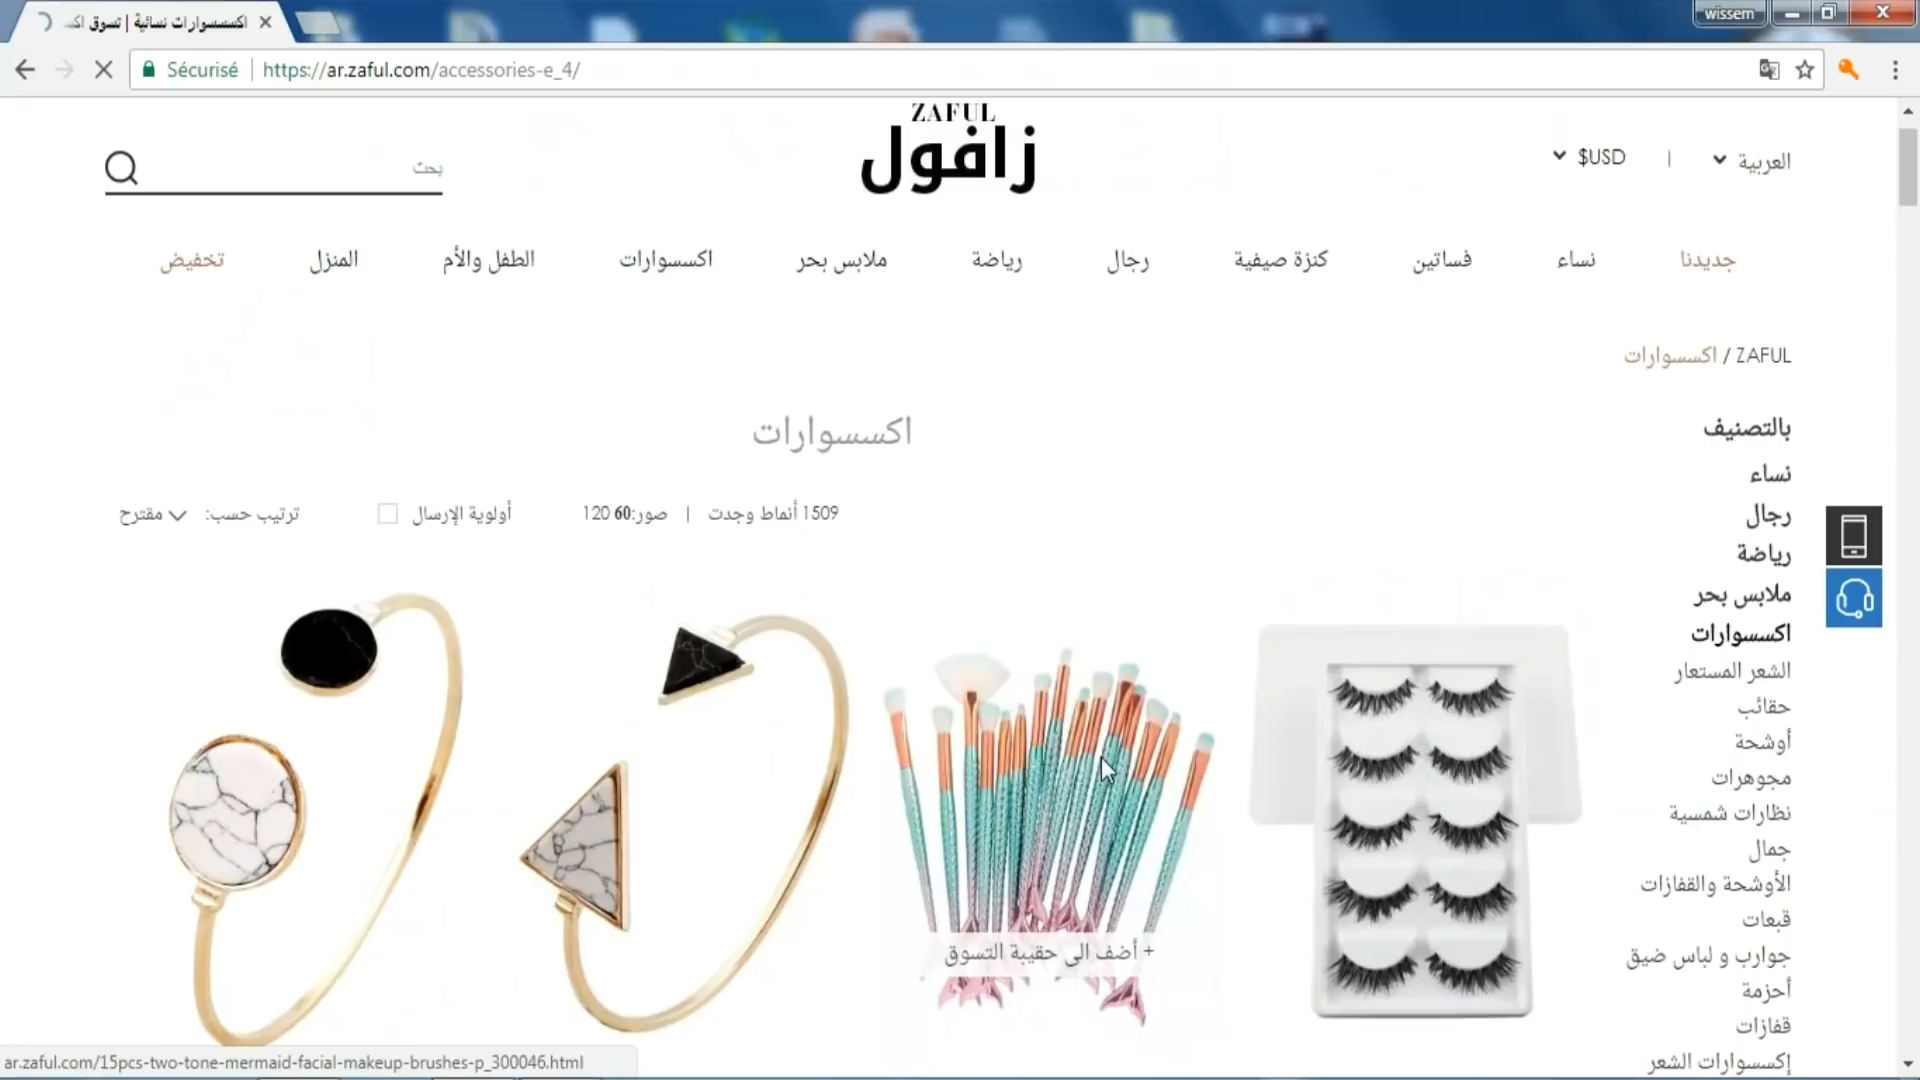 اكسسسوارات نسائية | تسوق اكـ
wissem
Sécurisé
https://ar.zaful.com/accessories-e_4/
ZAFUL
زافول
العربية
$USD
بحث
جديدنا
نساء
فساتين
كنزة صيفية
رجال
رياضة
ملابس بحر
اكسسوارات
الطفل والأم
المنزل
تخفيض
ZAFUL / اكسسوارات
اكسسوارات
1509 أنماط وجدت | صور:60 120
أولوية الإرسال
ترتيب حسب: مقترح
بالتصنيف
نساء
رجال
رياضة
ملابس بحر
اكسسوارات
الشعر المستعار
حقائب
أوشحة
مجوهرات
نظارات شمسية
جمال
الأوشحة والقفازات
قبعات
جوارب و لباس ضيق
أحزمة
قفازات
إكسسوارات الشعر
+ أضف الى حقيبة التسوق
ar.zaful.com/15pcs-two-tone-mermaid-facial-makeup-brushes-p_300046.html